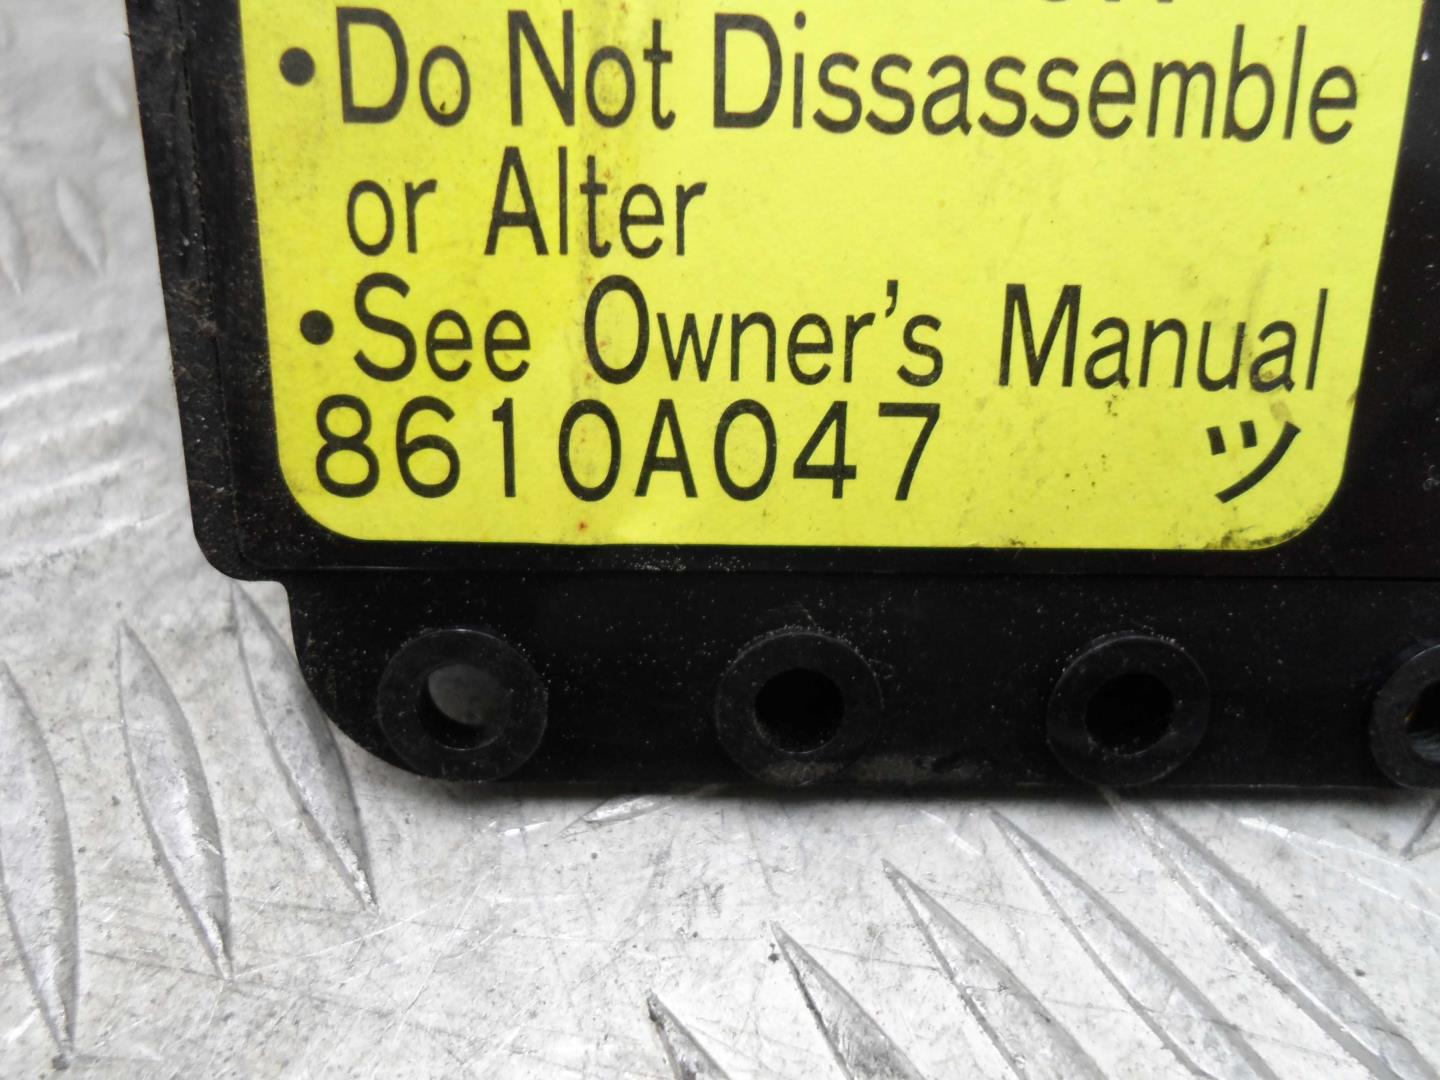 •Do Not Dissassemble
or Alter
•See Owner's Manual
8610A047 ツ